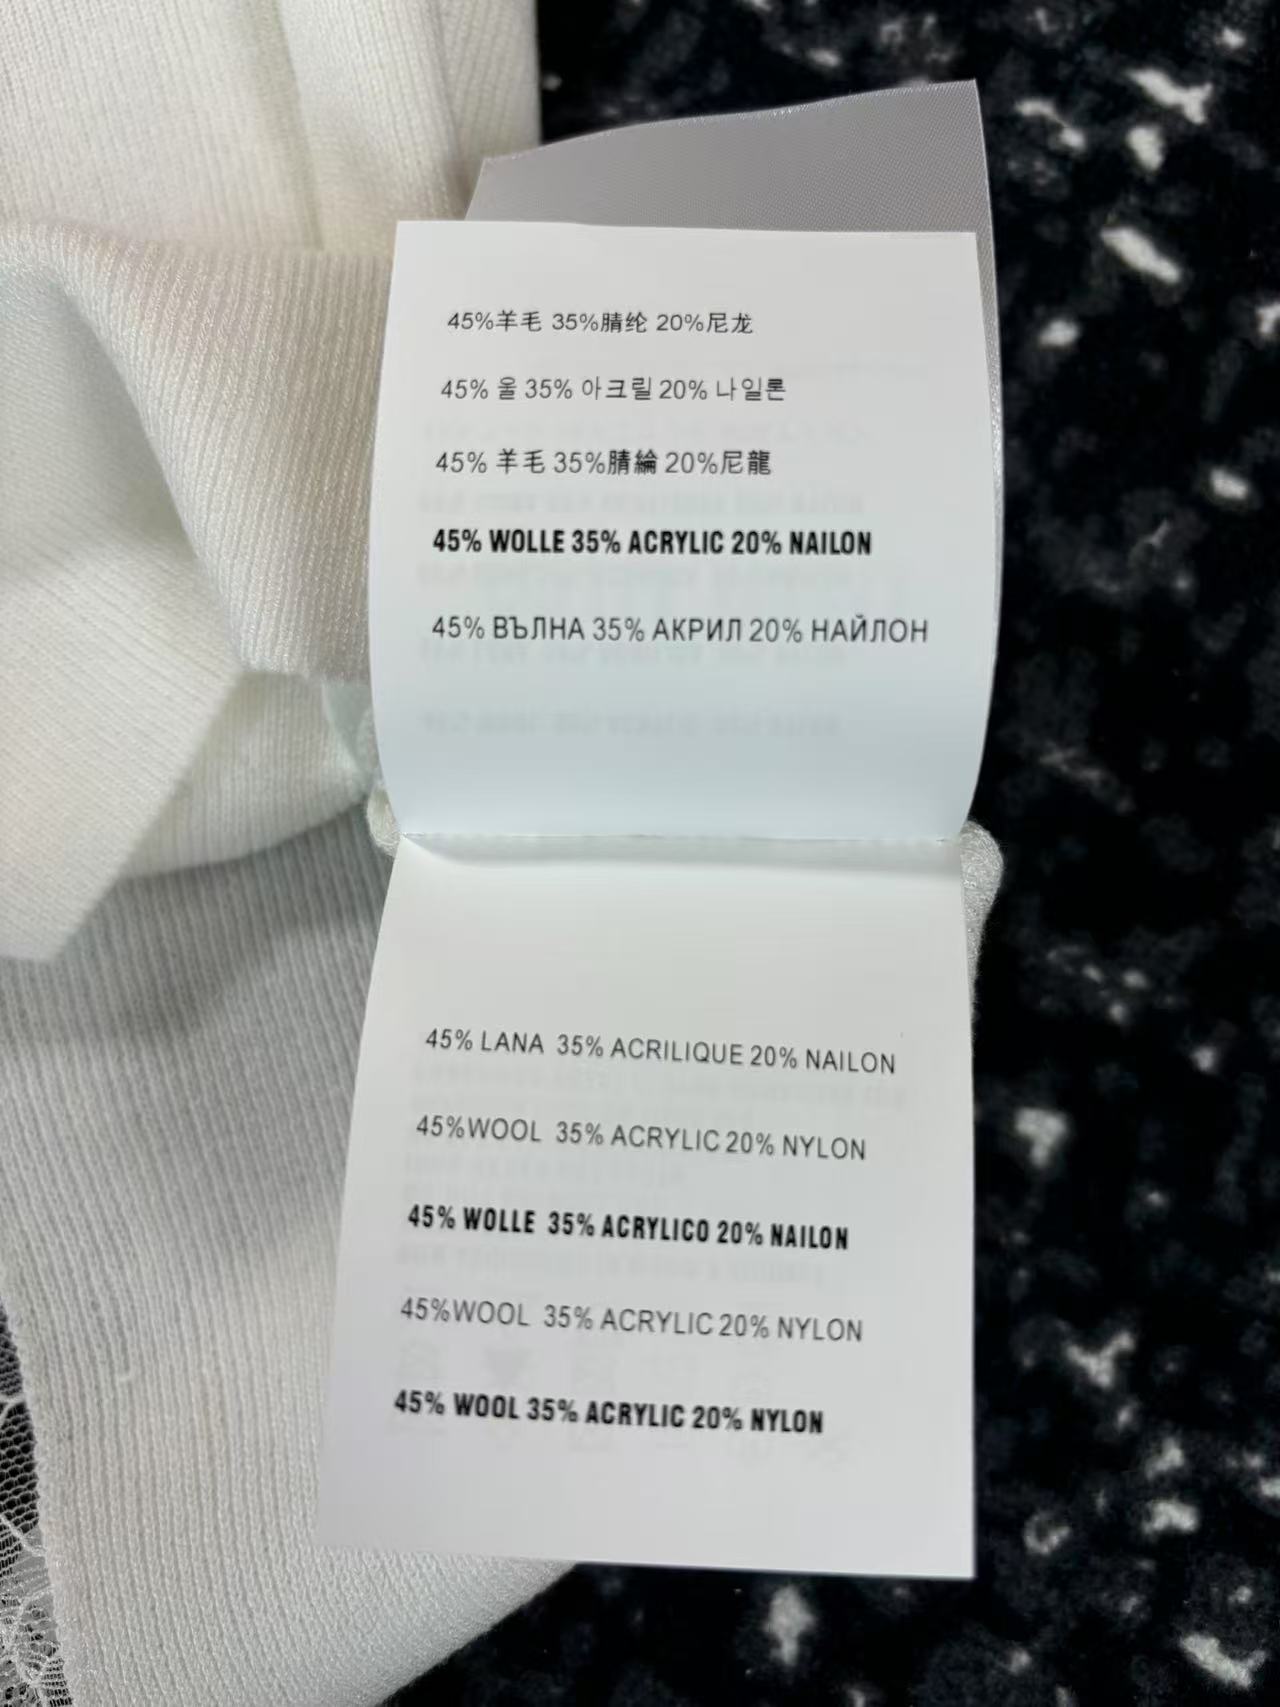 45%羊毛 35%腈纶 20%尼龙
45% 울 35% 아크릴 20% 나일론
45% 羊毛 35%腈綸 20%尼龍
45% WOLLE 35% ACRYLIC 20% NAILON
45% ВЪЛНА 35% АКРИЛ 20% НАЙЛОН
45% LANA 35% ACRILIQUE 20% NAILON
45%WOOL 35% ACRYLIC 20% NYLON
45% WOLLE 35% ACRYLICO 20% NAILON
45%WOOL 35% ACRYLIC 20% NYLON
45% WOOL 35% ACRYLIC 20% NYLON